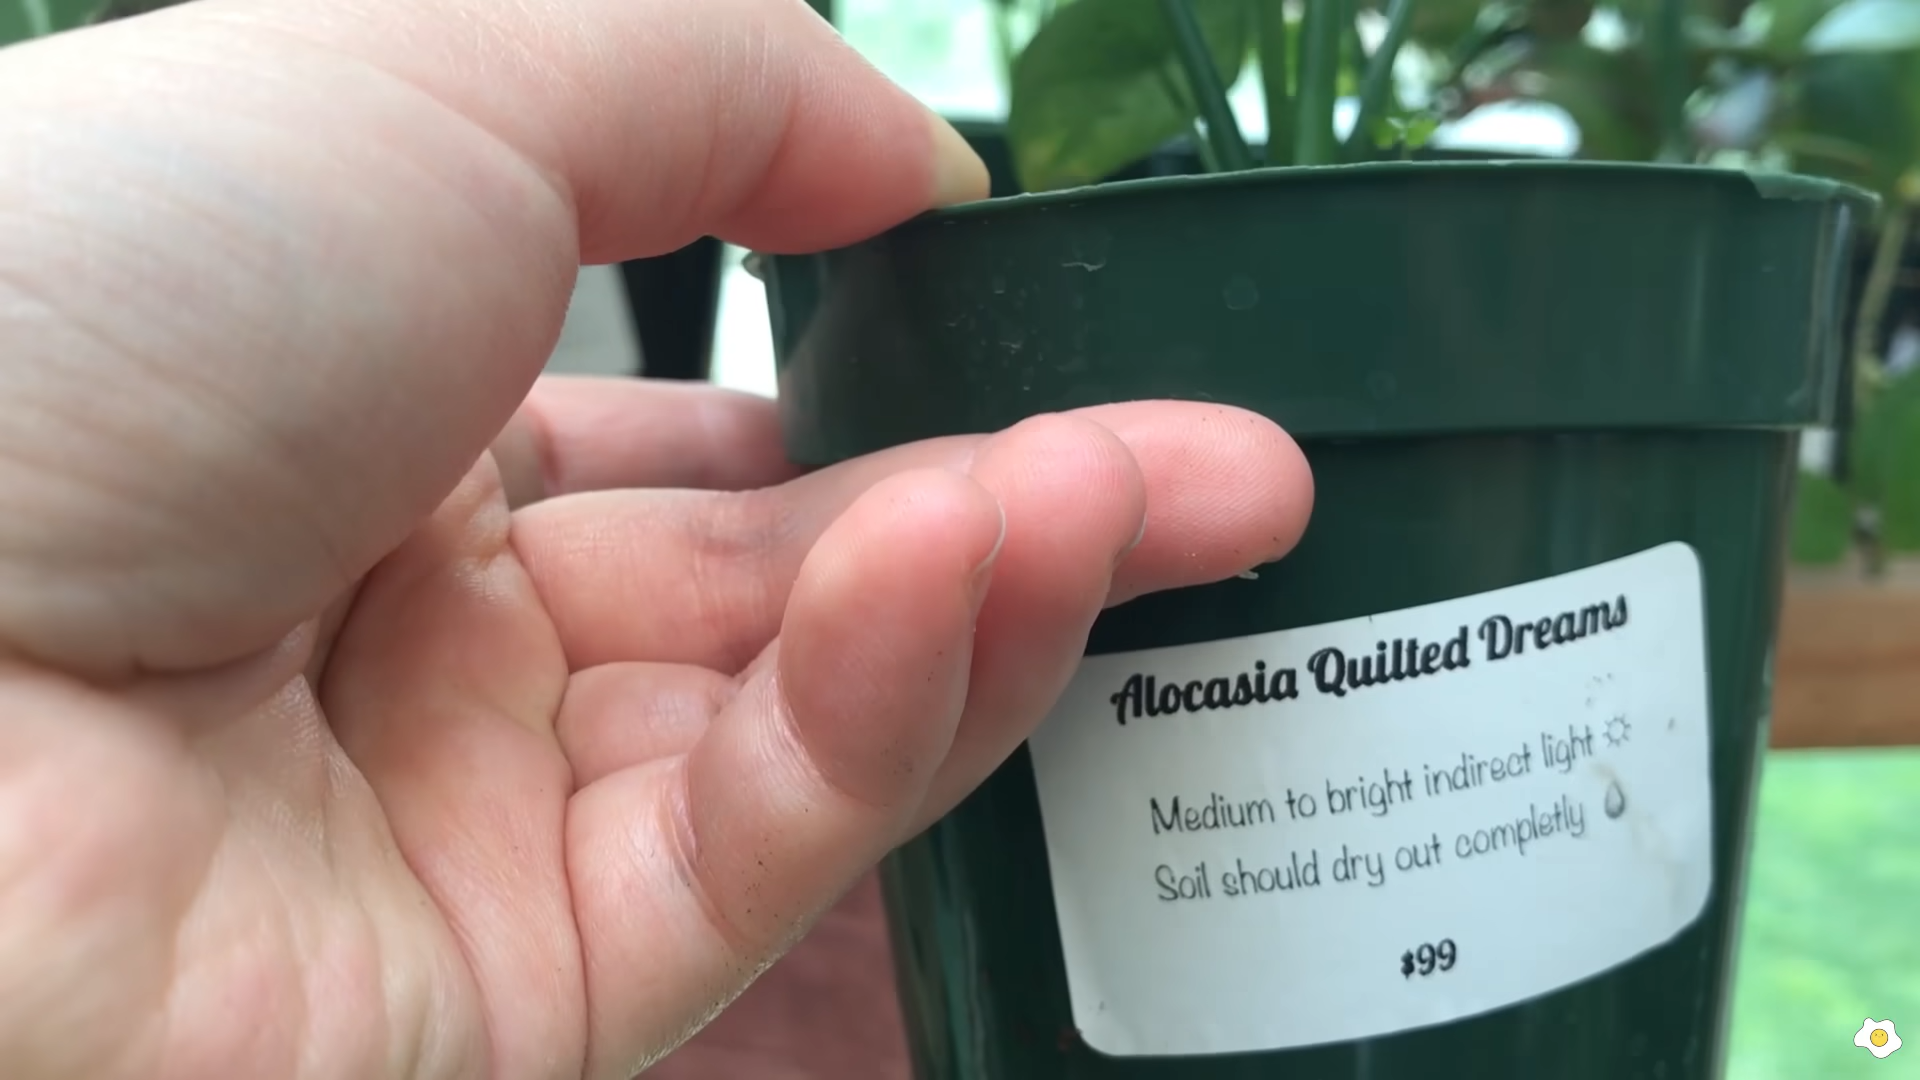 Alocasia Quilted Dreams
Medium to bright indirect light
Soil should dry out completly
$99